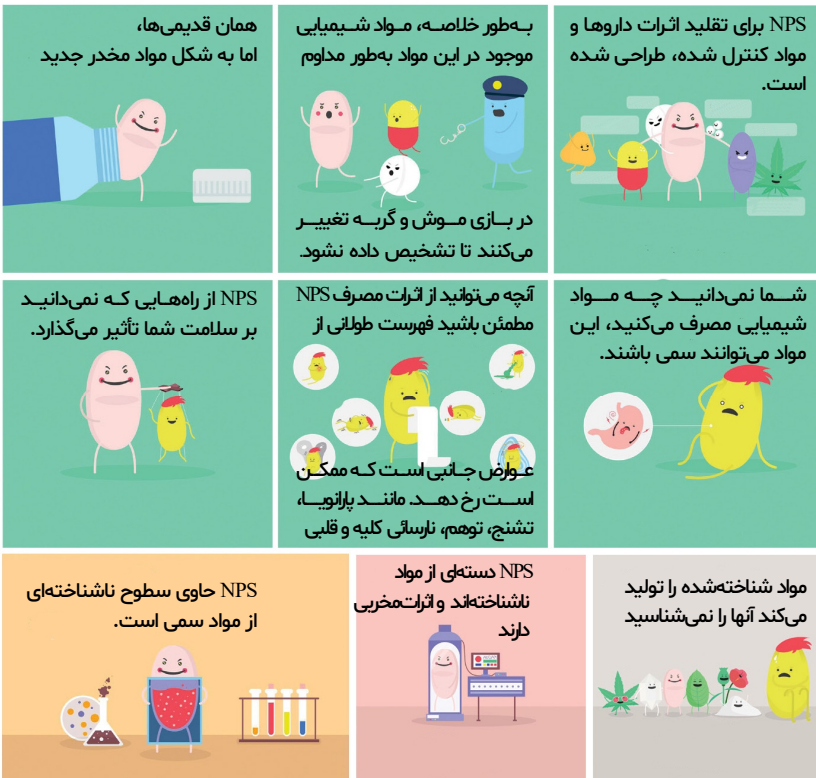 NPS برای تقلید اثرات داروها و
مواد کنترل شده، طراحی شده
است.
به‌طور خلاصه، مواد شیمیایی
موجود در این مواد به‌طور مداوم
در بازی موش و گربه تغییر
می‌کنند تا تشخیص داده نشود.
همان قدیمی‌ها،
اما به شکل مواد مخدر جدید
شما نمی‌دانید چه مواد
شیمیایی مصرف می‌کنید، این
مواد می‌توانند سمی باشند.
آنچه می‌توانید از اثرات مصرف NPS
مطمئن باشید فهرست طولانی از
عوارض جانبی است که ممکن
است رخ دهد. مانند پارانویا،
تشنج، توهم، نارسائی کلیه و قلبی
NPS از راه‌هایی که نمی‌دانید
بر سلامت شما تأثیر می‌گذارد.
مواد شناخته‌شده را تولید
می‌کند آنها را نمی‌شناسید
NPS دسته‌ای از مواد
ناشناخته‌اند و اثرات‌مخربی
دارند
NPS حاوی سطوح ناشناخته‌ای
از مواد سمی است.